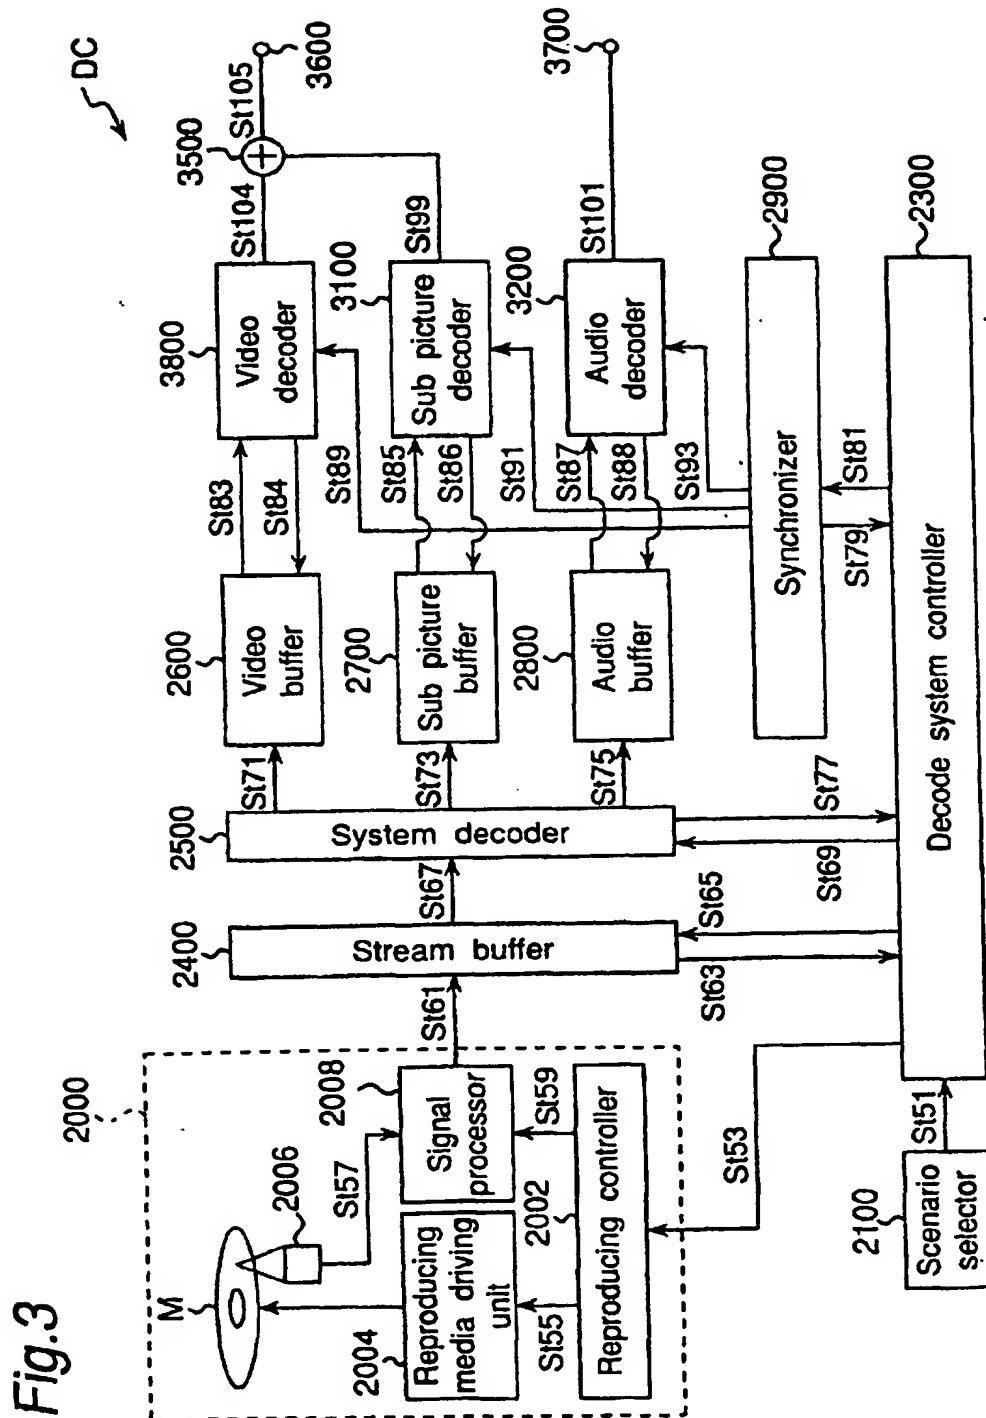 Fig.3
DC
2000
M
2006
St57
2004
Reproducing
media driving
unit
2008
Signal
processor
St55
2002
St59
Reproducing controller
St53
St61
2400
Stream buffer
St63
St65
St67
2500
System decoder
St69
St77
St71
St73
St75
2600
Video
buffer
2700
Sub picture
buffer
2800
Audio
buffer
St83
St84
St89
St85
St86
St91
St87
St88
St93
3800
Video
decoder
3100
Sub picture
decoder
3200
Audio
decoder
St104
3500
St105
3600
St99
St101
3700
2900
Synchronizer
St79
St81
2300
Decode system controller
St51
2100
Scenario
selector